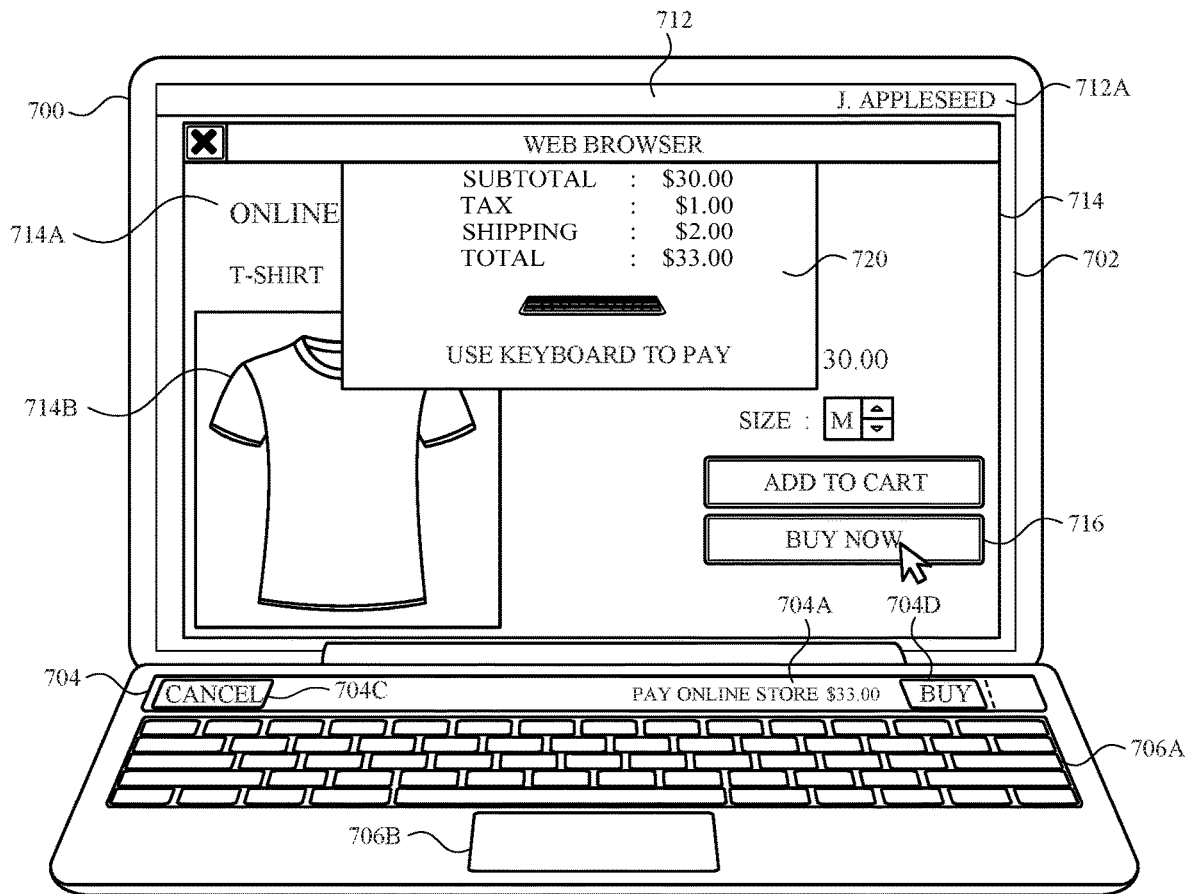 712
700
J. APPLESEED
712A
WEB BROWSER
SUBTOTAL : $30.00
TAX : $1.00
SHIPPING : $2.00
TOTAL : $33.00
714A
ONLINE
714
T-SHIRT
720
702
USE KEYBOARD TO PAY
30.00
714B
SIZE : M
ADD TO CART
BUY NOW
716
704A
704D
704
CANCEL
704C
PAY ONLINE STORE $33.00
BUY
706A
706B